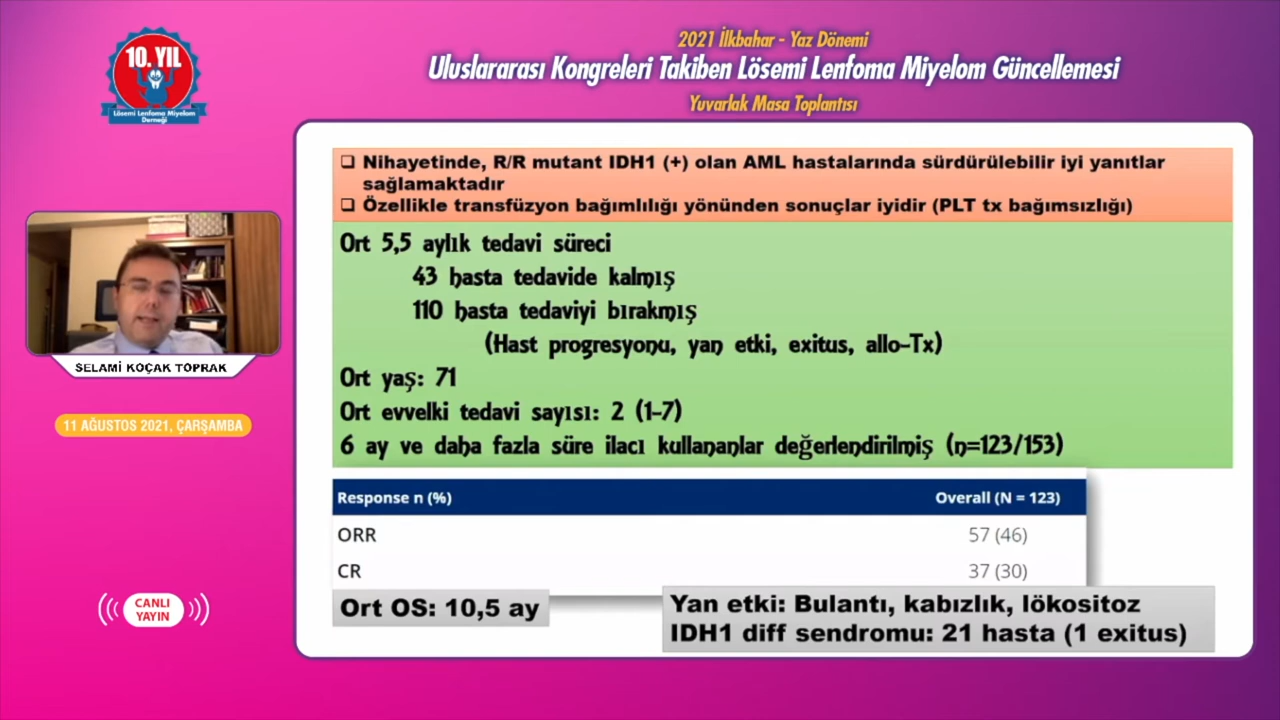 10. YIL
Lösemi Lenfoma Miyelom
Derneği
2021 İlkbahar - Yaz Dönemi
Uluslararası Kongreleri Takiben Lösemi Lenfoma Miyelom Güncellemesi
Yuvarlak Masa Toplantısı
Nihayetinde, R/R mutant IDH1 (+) olan AML hastalarında sürdürülebilir iyi yanıtlar
sağlamaktadır
Özellikle transfüzyon bağımlılığı yönünden sonuçlar iyidir (PLT tx bağımsızlığı)
Ort 5,5 aylık tedavi süreci
43 hasta tedavide kalmış
110 hasta tedaviyi bırakmış
(Hast progresyonu, yan etki, exitus, allo-Tx)
Ort yaş: 71
Ort evvelki tedavi sayısı: 2 (1-7)
6 ay ve daha fazla süre ilacı kullananlar değerlendirilmiş (n=123/153)
Response n (%) Overall (N = 123)
ORR 57 (46)
CR 37 (30)
Ort OS: 10,5 ay
Yan etki: Bulantı, kabızlık, lökositoz
IDH1 diff sendromu: 21 hasta (1 exitus)
SELAMİ KOÇAK TOPRAK
11 AĞUSTOS 2021, ÇARŞAMBA
CANLI
YAYIN